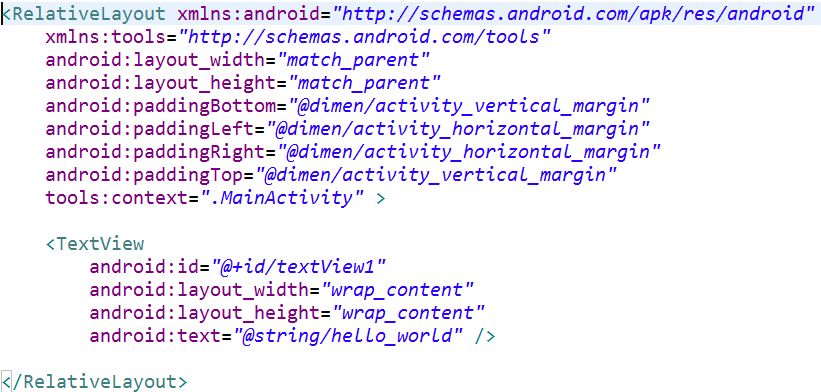 <RelativeLayout xmlns:android="http://schemas.android.com/apk/res/android"
    xmlns:tools="http://schemas.android.com/tools"
    android:layout_width="match_parent"
    android:layout_height="match_parent"
    android:paddingBottom="@dimen/activity_vertical_margin"
    android:paddingLeft="@dimen/activity_horizontal_margin"
    android:paddingRight="@dimen/activity_horizontal_margin"
    android:paddingTop="@dimen/activity_vertical_margin"
    tools:context=".MainActivity" >

    <TextView
        android:id="@+id/textView1"
        android:layout_width="wrap_content"
        android:layout_height="wrap_content"
        android:text="@string/hello_world" />

</RelativeLayout>